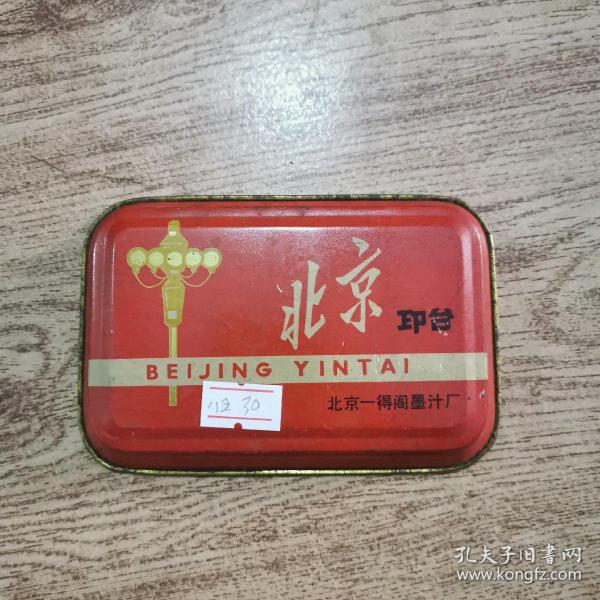 北京 印台
BEIJING YINTAI
北京一得阁墨汁厂
30
孔夫子旧书网
www.kongfz.com